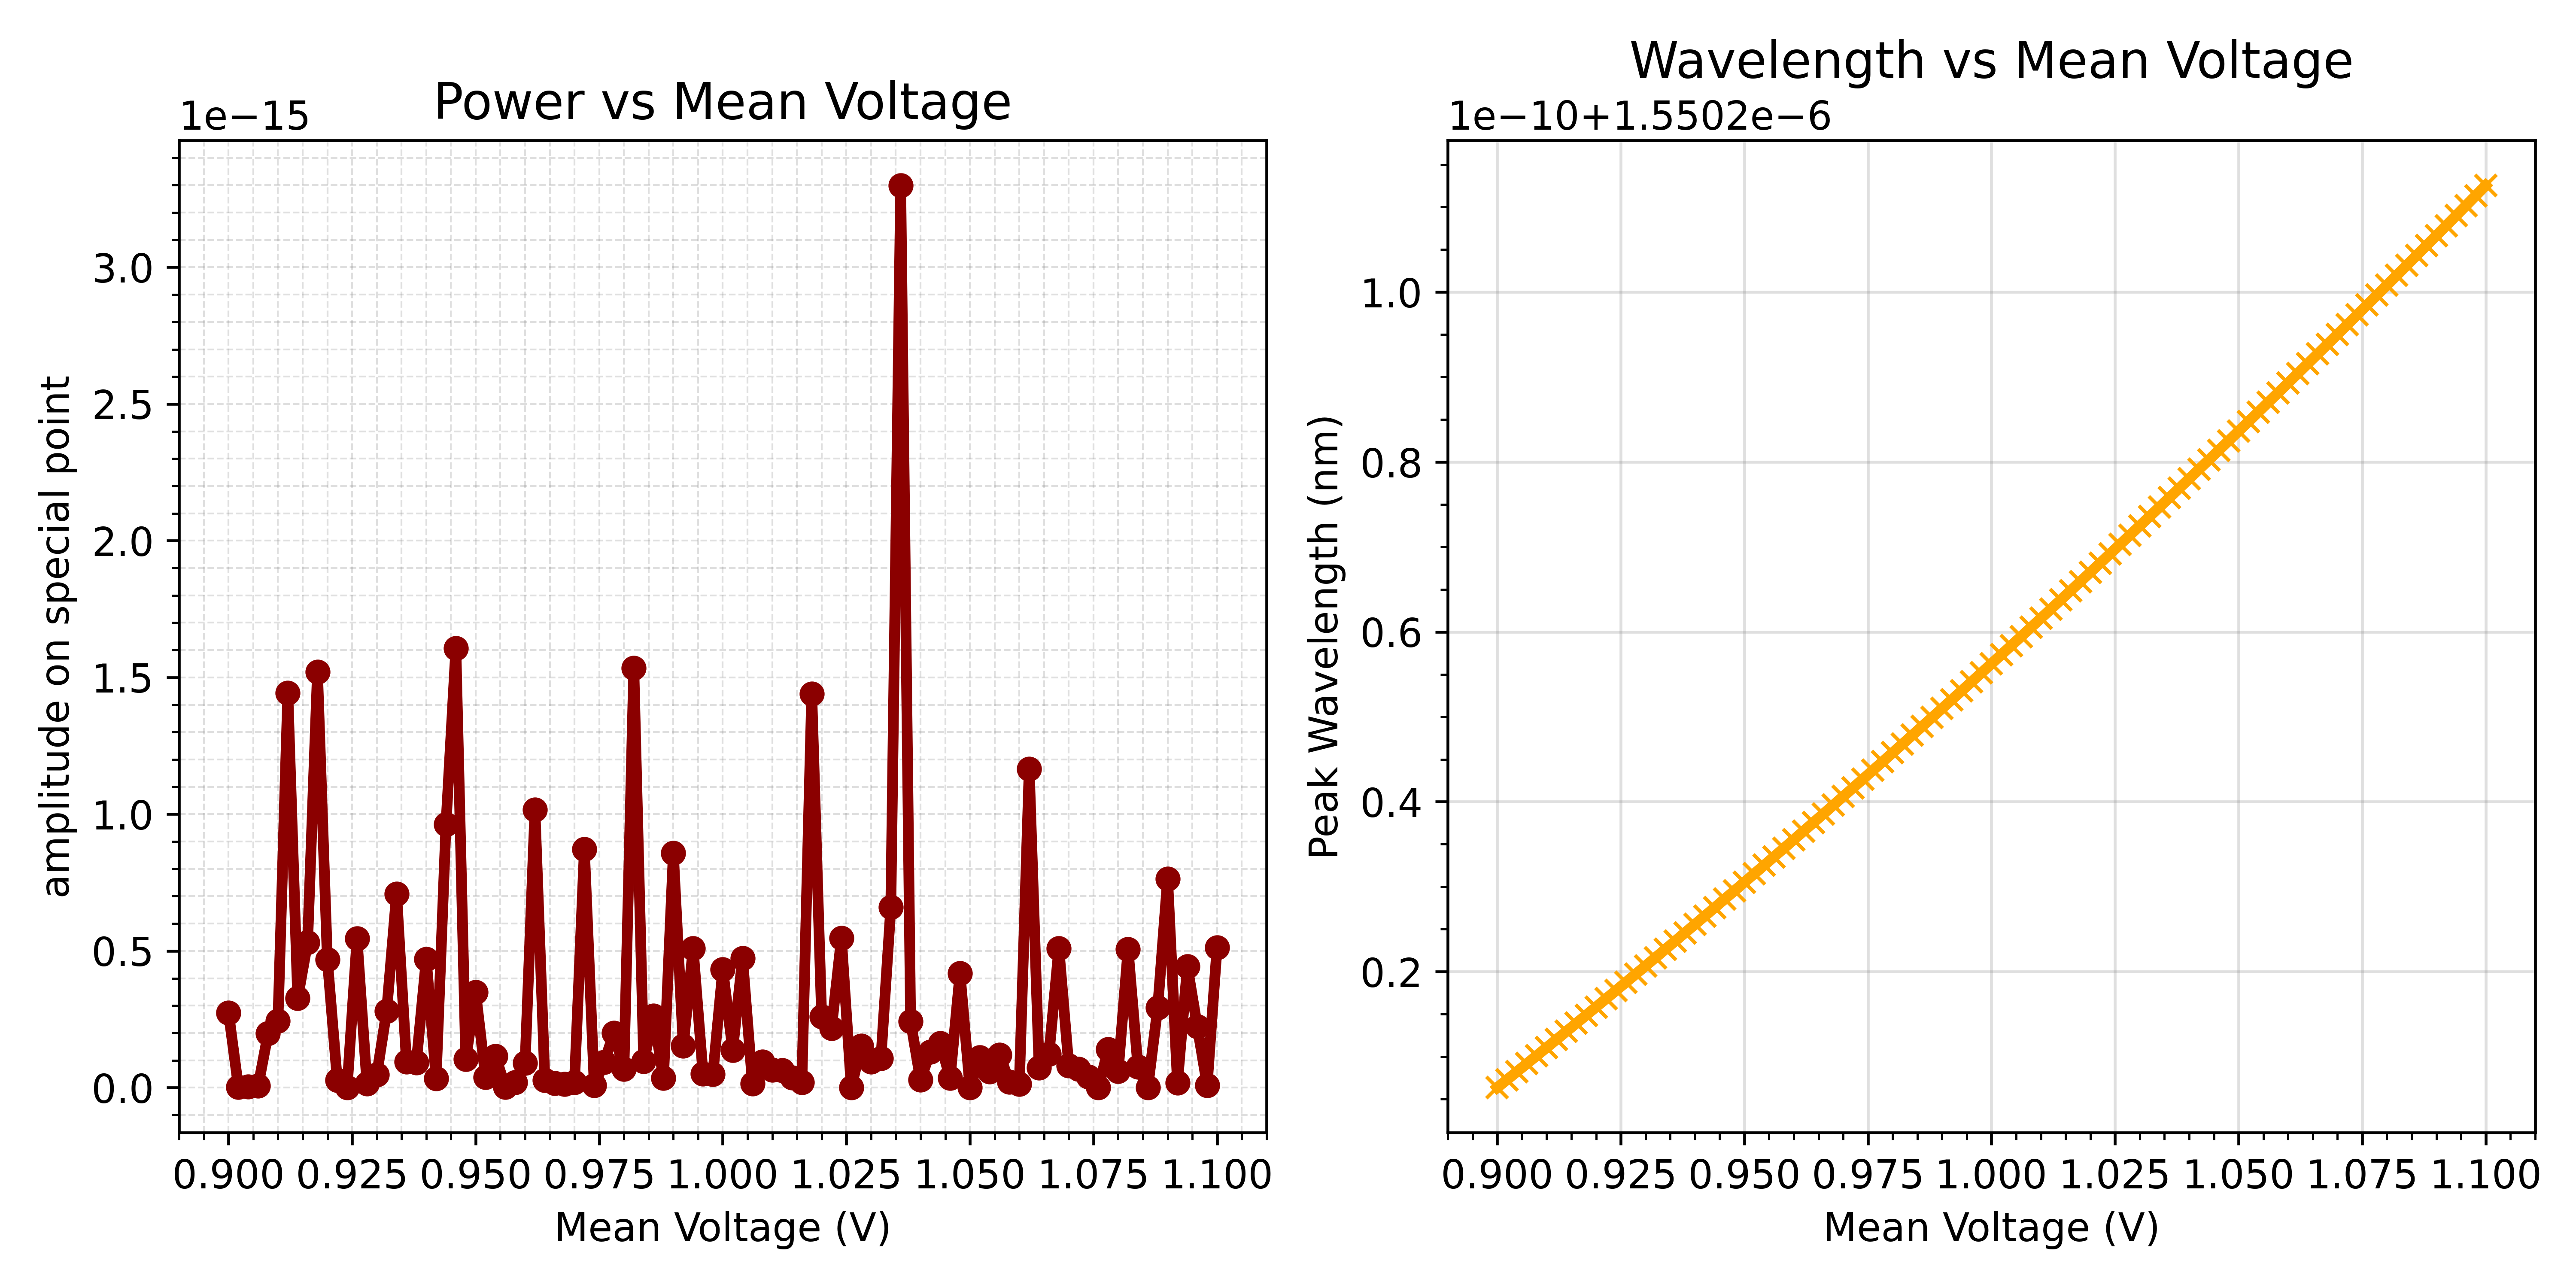 Power vs Mean Voltage
1e−15
amplitude on special point
3.0
2.5
2.0
1.5
1.0
0.5
0.0
0.900 0.925 0.950 0.975 1.000 1.025 1.050 1.075 1.100
Mean Voltage (V)
Wavelength vs Mean Voltage
1e−10+1.5502e−6
Peak Wavelength (nm)
1.0
0.8
0.6
0.4
0.2
0.900 0.925 0.950 0.975 1.000 1.025 1.050 1.075 1.100
Mean Voltage (V)